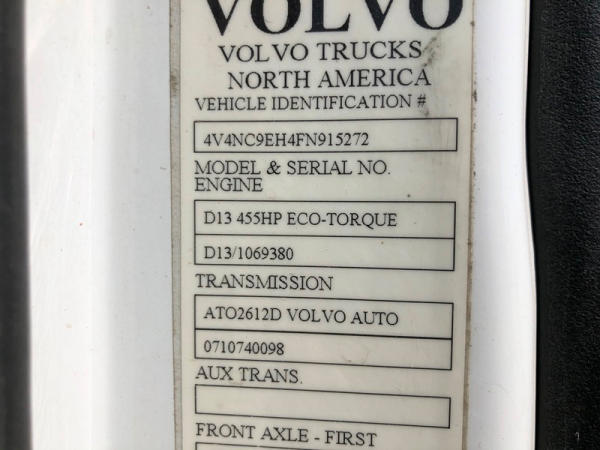 VOLVO
VOLVO TRUCKS
NORTH AMERICA
VEHICLE IDENTIFICATION #
4V4NC9EH4FN915272
MODEL & SERIAL NO.
ENGINE
D13 455HP ECO-TORQUE
D13/1069380
TRANSMISSION
ATO2612D VOLVO AUTO
0710740098
AUX TRANS.
FRONT AXLE - FIRST